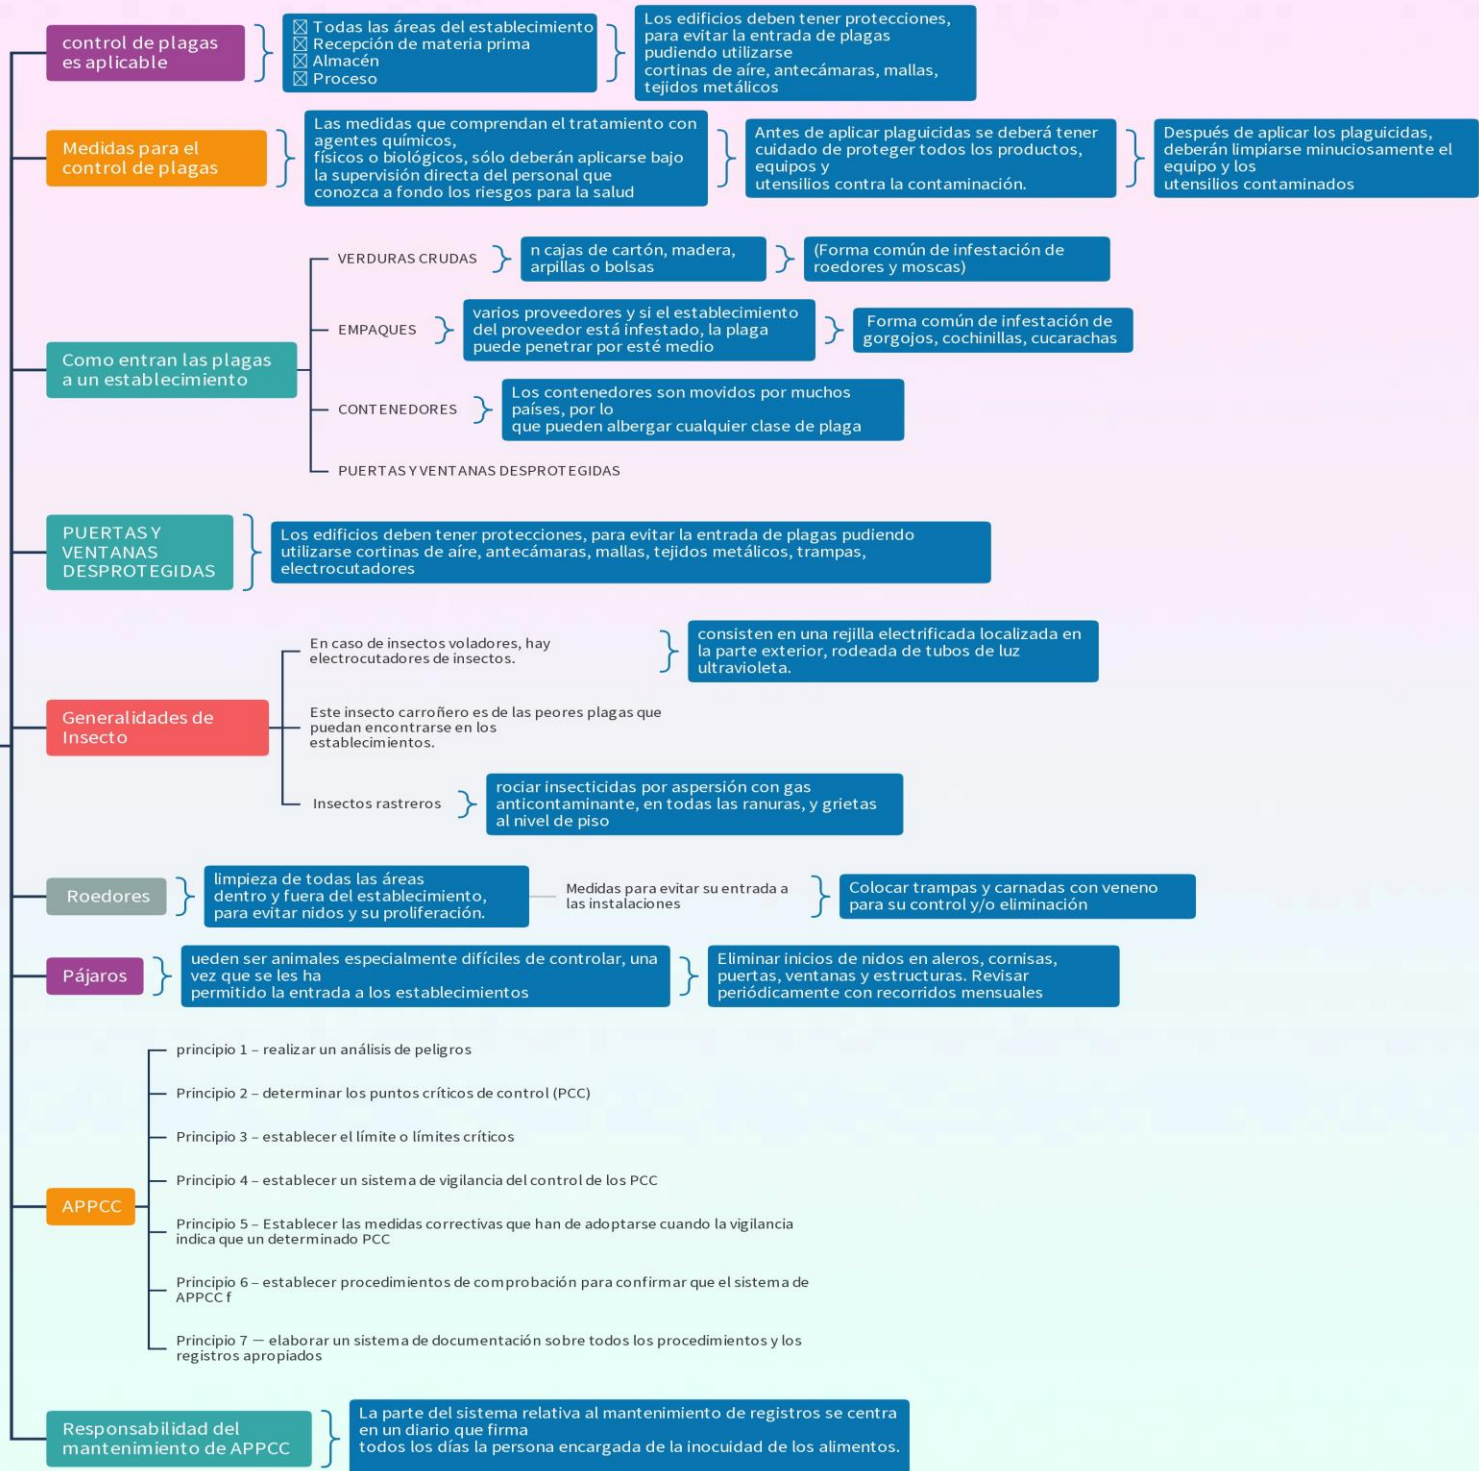 control de plagas
es aplicable
☒ Todas las áreas del establecimiento
☒ Recepción de materia prima
☒ Almacén
☒ Proceso
Los edificios deben tener protecciones,
para evitar la entrada de plagas
pudiendo utilizarse
cortinas de aíre, antecámaras, mallas,
tejidos metálicos
Medidas para el
control de plagas
Las medidas que comprendan el tratamiento con
agentes químicos,
físicos o biológicos, sólo deberán aplicarse bajo
la supervisión directa del personal que
conozca a fondo los riesgos para la salud
Antes de aplicar plaguicidas se deberá tener
cuidado de proteger todos los productos,
equipos y
utensilios contra la contaminación.
Después de aplicar los plaguicidas,
deberán limpiarse minuciosamente el
equipo y los
utensilios contaminados
Como entran las plagas
a un establecimiento
VERDURAS CRUDAS
n cajas de cartón, madera,
arpillas o bolsas
(Forma común de infestación de
roedores y moscas)
EMPAQUES
varios proveedores y si el establecimiento
del proveedor está infestado, la plaga
puede penetrar por esté medio
Forma común de infestación de
gorgojos, cochinillas, cucarachas
CONTENEDORES
Los contenedores son movidos por muchos
países, por lo
que pueden albergar cualquier clase de plaga
PUERTAS Y VENTANAS DESPROTEGIDAS
PUERTAS Y
VENTANAS
DESPROTEGIDAS
Los edificios deben tener protecciones, para evitar la entrada de plagas pudiendo
utilizarse cortinas de aíre, antecámaras, mallas, tejidos metálicos, trampas,
electrocutadores
Generalidades de
Insecto
En caso de insectos voladores, hay
electrocutadores de insectos.
consisten en una rejilla electrificada localizada en
la parte exterior, rodeada de tubos de luz
ultravioleta.
Este insecto carroñero es de las peores plagas que
puedan encontrarse en los
establecimientos.
Insectos rastreros
rociar insecticidas por aspersión con gas
anticontaminante, en todas las ranuras, y grietas
al nivel de piso
Roedores
limpieza de todas las áreas
dentro y fuera del establecimiento,
para evitar nidos y su proliferación.
Medidas para evitar su entrada a
las instalaciones
Colocar trampas y carnadas con veneno
para su control y/o eliminación
Pájaros
ueden ser animales especialmente difíciles de controlar, una
vez que se les ha
permitido la entrada a los establecimientos
Eliminar inicios de nidos en aleros, cornisas,
puertas, ventanas y estructuras. Revisar
periódicamente con recorridos mensuales
APPCC
principio 1 – realizar un análisis de peligros
Principio 2 – determinar los puntos críticos de control (PCC)
Principio 3 – establecer el límite o límites críticos
Principio 4 – establecer un sistema de vigilancia del control de los PCC
Principio 5 – Establecer las medidas correctivas que han de adoptarse cuando la vigilancia
indica que un determinado PCC
Principio 6 – establecer procedimientos de comprobación para confirmar que el sistema de
APPCC f
Principio 7 — elaborar un sistema de documentación sobre todos los procedimientos y los
registros apropiados
Responsabilidad del
mantenimiento de APPCC
La parte del sistema relativa al mantenimiento de registros se centra
en un diario que firma
todos los días la persona encargada de la inocuidad de los alimentos.